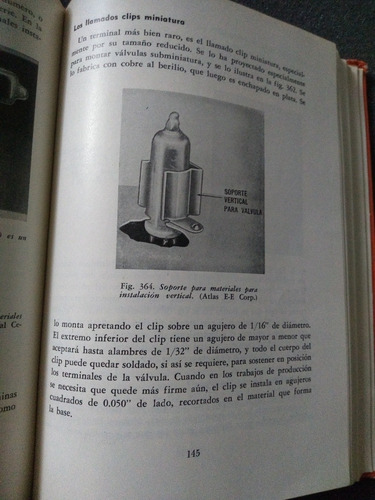 Los llamados clips miniatura
Un terminal más bien raro, es el llamado clip miniatura, especial-
mente por su tamaño reducido. Se lo ha proyectado especialmente
para montar válvulas subminiatura, y se lo ilustra en la fig. 362. Se
lo fabrica con cobre al berilio, que luego es enchapado en plata. Se
SOPORTE
VERTICAL
PARA VALVULA
Fig. 364. Soporte para materiales para
instalación vertical. (Atlas E-E Corp.)
lo monta apretando el clip sobre un agujero de 1/16" de diámetro.
El extremo inferior del clip tiene un agujero de mayor a menor que
aceptará hasta alambres de 1/32" de diámetro, y todo el cuerpo del
clip puede quedar soldado, si así se requiere, para sostener en posición
los terminales de la válvula. Cuando en los trabajos de producción
se necesita que quede más firme aún, el clip se instala en agujeros
cuadrados de 0.050" de lado, recortados en el material que forma
la base.
145